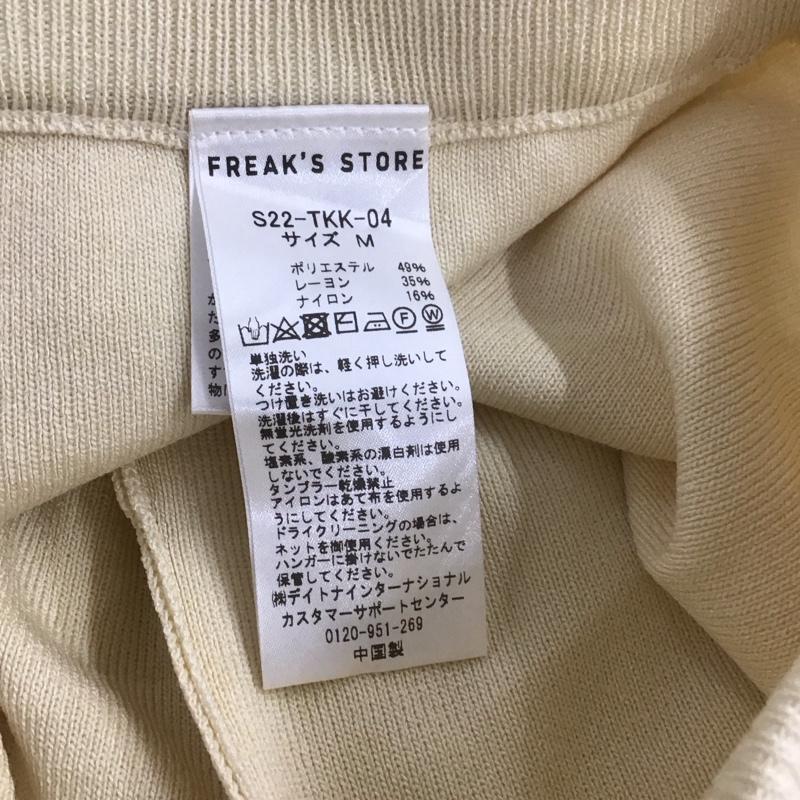 FREAK'S STORE
S22-TKK-04
サイズ M
ポリエステル 49%
レーヨン 35%
ナイロン 16%
F W
単独洗い
洗濯の際は、軽く押し洗いして
ください。
つけ置き洗いはお避けください。
洗濯後はすぐに干してください。
無蛍光洗剤を使用するようにし
てください。
塩素系、酸素系の漂白剤は使用
しないでください。
タンブラー乾燥禁止
アイロンはあて布を使用するよ
うにしてください。
ドライクリーニングの場合は、
ネットを御使用ください。
ハンガーに掛けないでたたんで
保管してください。
㈱デイトナインターナショナル
カスタマーサポートセンター
0120-951-269
中国製
た
多
の
す
物